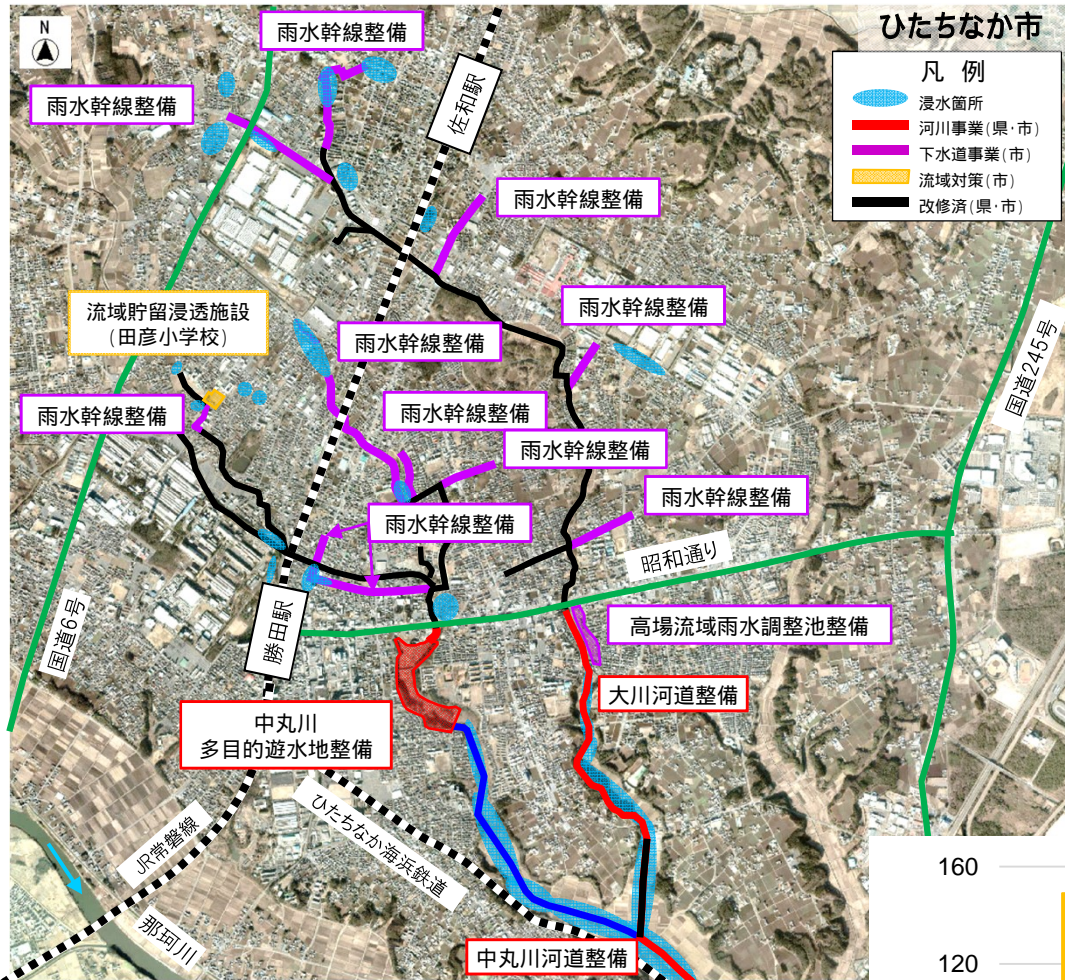 ひたちなか市
N
凡 例
浸水箇所
河川事業(県･市)
下水道事業(市)
流域対策(市)
改修済(県･市)
雨水幹線整備
雨水幹線整備
佐和駅
雨水幹線整備
流域貯留浸透施設
(田彦小学校)
雨水幹線整備
雨水幹線整備
国道245号
雨水幹線整備
雨水幹線整備
雨水幹線整備
雨水幹線整備
雨水幹線整備
昭和通り
勝田駅
国道6号
高場流域雨水調整池整備
大川河道整備
中丸川
多目的遊水地整備
ひたちなか海浜鉄道
JR常磐線
那珂川
中丸川河道整備
160
120